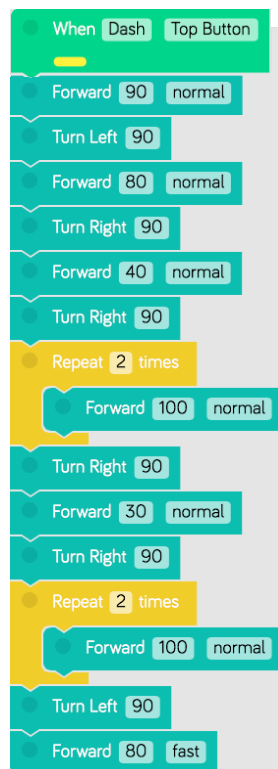 When Dash Top Button
Forward 90 normal
Turn Left 90
Forward 80 normal
Turn Right 90
Forward 40 normal
Turn Right 90
Repeat 2 times
Forward 100 normal
Turn Right 90
Forward 30 normal
Turn Right 90
Repeat 2 times
Forward 100 normal
Turn Left 90
Forward 80 fast